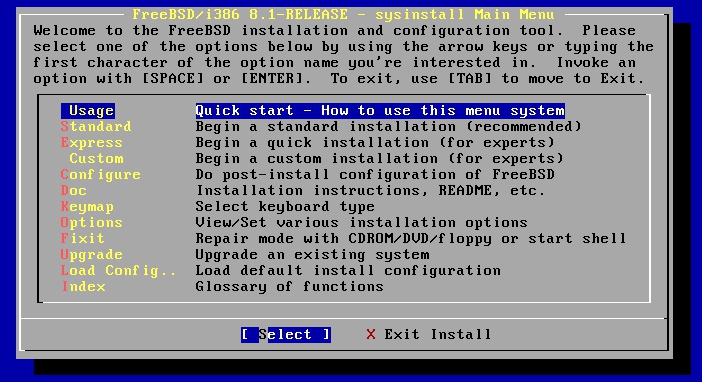 FreeBSD/i386 8.1-RELEASE - sysinstall Main Menu
Welcome to the FreeBSD installation and configuration tool.  Please
select one of the options below by using the arrow keys or typing the
first character of the option name you're interested in.  Invoke an
option with [SPACE] or [ENTER].  To exit, use [TAB] to move to Exit.
Usage Quick start - How to use this menu system
Standard Begin a standard installation (recommended)
Express Begin a quick installation (for experts)
Custom Begin a custom installation (for experts)
Configure Do post-install configuration of FreeBSD
Doc Installation instructions, README, etc.
Keymap Select keyboard type
Options View/Set various installation options
Fixit Repair mode with CDROM/DVD/floppy or start shell
Upgrade Upgrade an existing system
Load Config.. Load default install configuration
Index Glossary of functions
[ Select ] X Exit Install